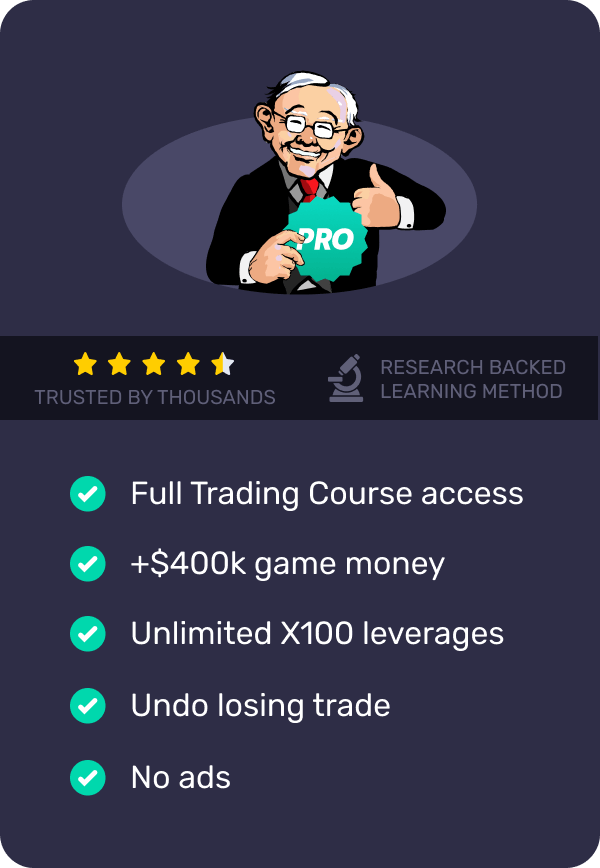 PRO
TRUSTED BY THOUSANDS
RESEARCH BACKED
LEARNING METHOD
Full Trading Course access
+$400k game money
Unlimited X100 leverages
Undo losing trade
No ads